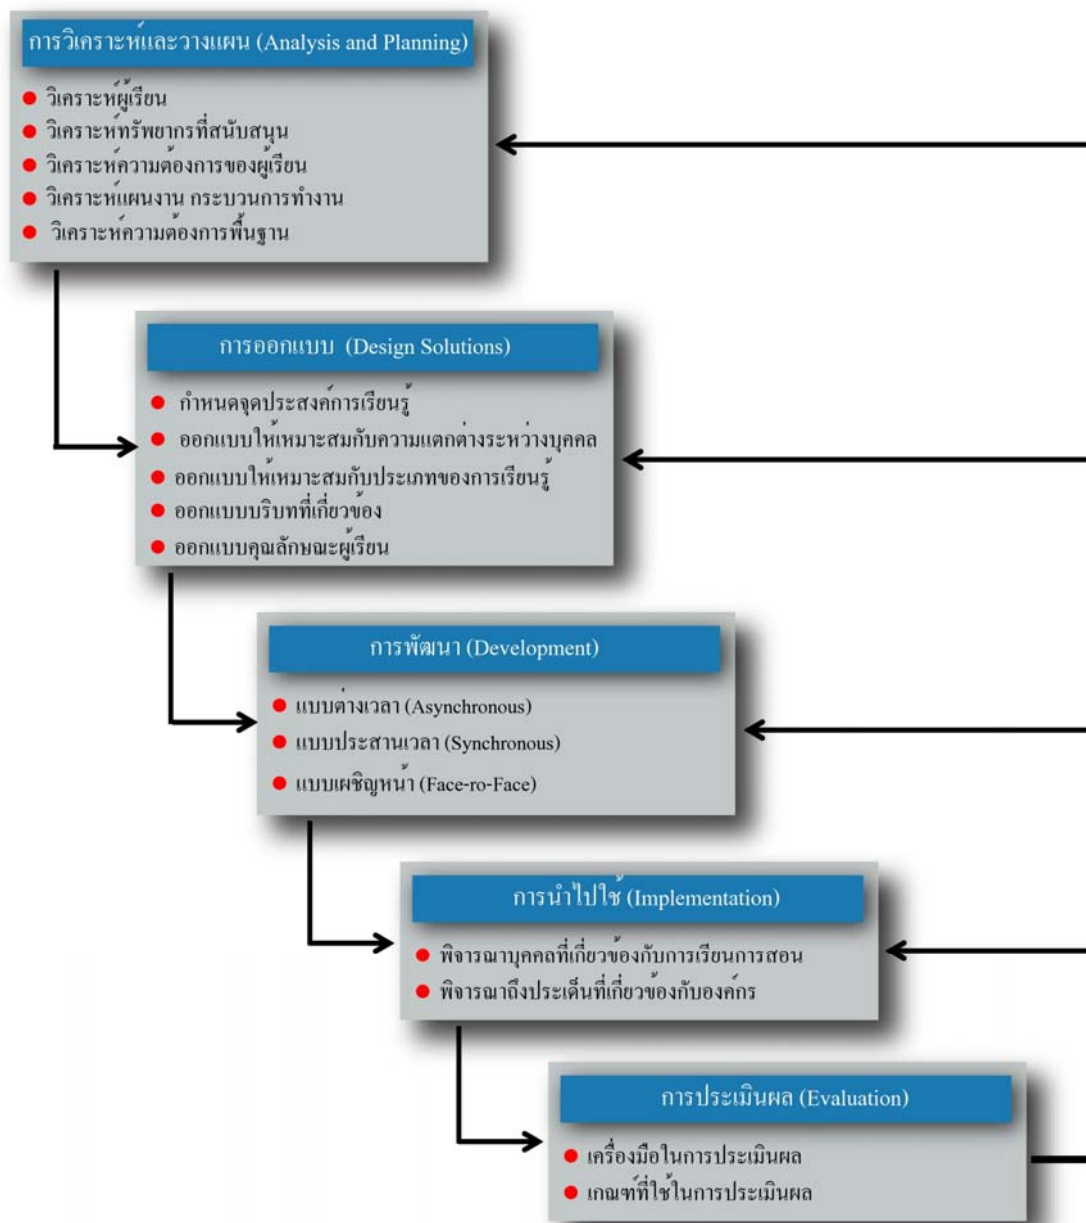 การวิเคราะห์และวางแผน (Analysis and Planning)
วิเคราะห์ผู้เรียน
วิเคราะห์ทรัพยากรที่สนับสนุน
วิเคราะห์ความต้องการของผู้เรียน
วิเคราะห์แผนงาน กระบวนการทำงาน
วิเคราะห์ความต้องการพื้นฐาน
การออกแบบ (Design Solutions)
กำหนดจุดประสงค์การเรียนรู้
ออกแบบให้เหมาะสมกับความแตกต่างระหว่างบุคคล
ออกแบบให้เหมาะสมกับประเภทของการเรียนรู้
ออกแบบบริบทที่เกี่ยวข้อง
ออกแบบคุณลักษณะผู้เรียน
การพัฒนา (Development)
แบบต่างเวลา (Asynchronous)
แบบประสานเวลา (Synchronous)
แบบเผชิญหน้า (Face-ro-Face)
การนำไปใช้ (Implementation)
พิจารณาบุคคลที่เกี่ยวข้องกับการเรียนการสอน
พิจารณาถึงประเด็นที่เกี่ยวข้องกับองค์กร
การประเมินผล (Evaluation)
เครื่องมือในการประเมินผล
เกณฑ์ที่ใช้ในการประเมินผล